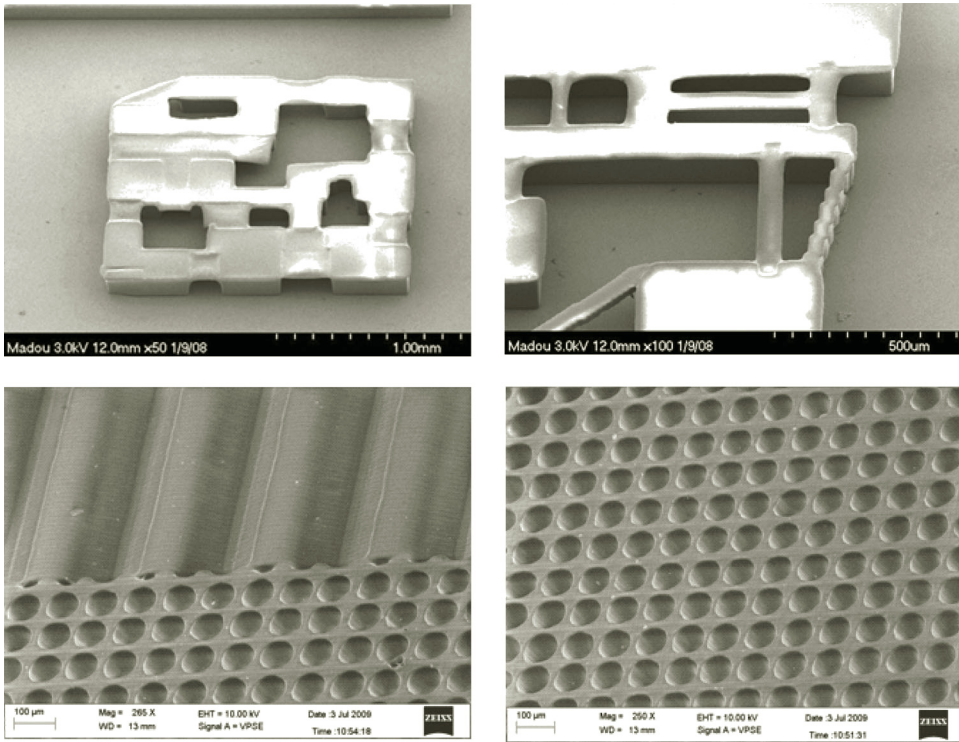 Madou 3.0kV 12.0mm x50 1/9/08 1.00mm
Madou 3.0kV 12.0mm x100 1/9/08 500um
100 µm Mag = 265 X EHT = 10.00 kV Date :3 Jul 2009 ZEISS
WD = 13 mm Signal A = VPSE Time :10:54:18
100 µm Mag = 250 X EHT = 10.00 kV Date :3 Jul 2009 ZEISS
WD = 13 mm Signal A = VPSE Time :10:51:31